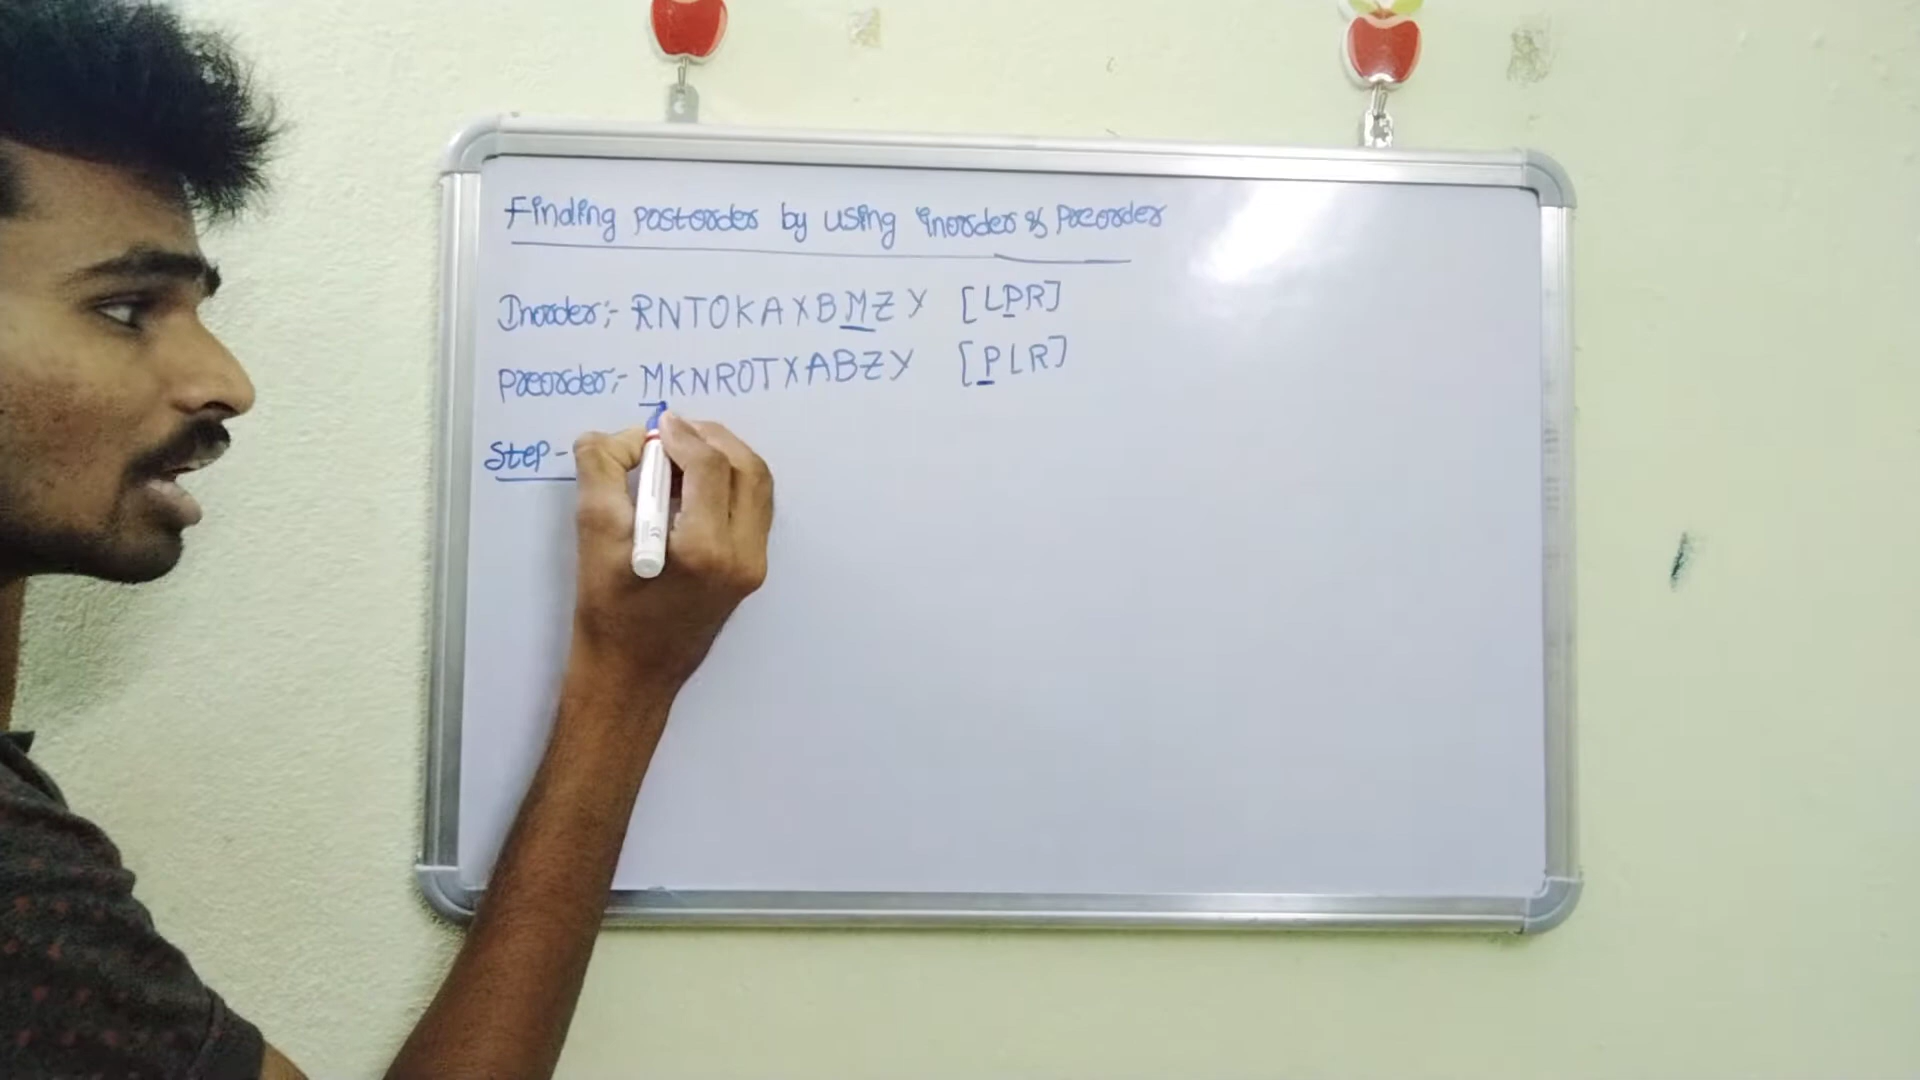 Finding postorder by using inorder & Preorder
Inorder:- RNTOKAXBMZY [LPR]
Preorder:- MKNROTXABZY [PLR]
Step-